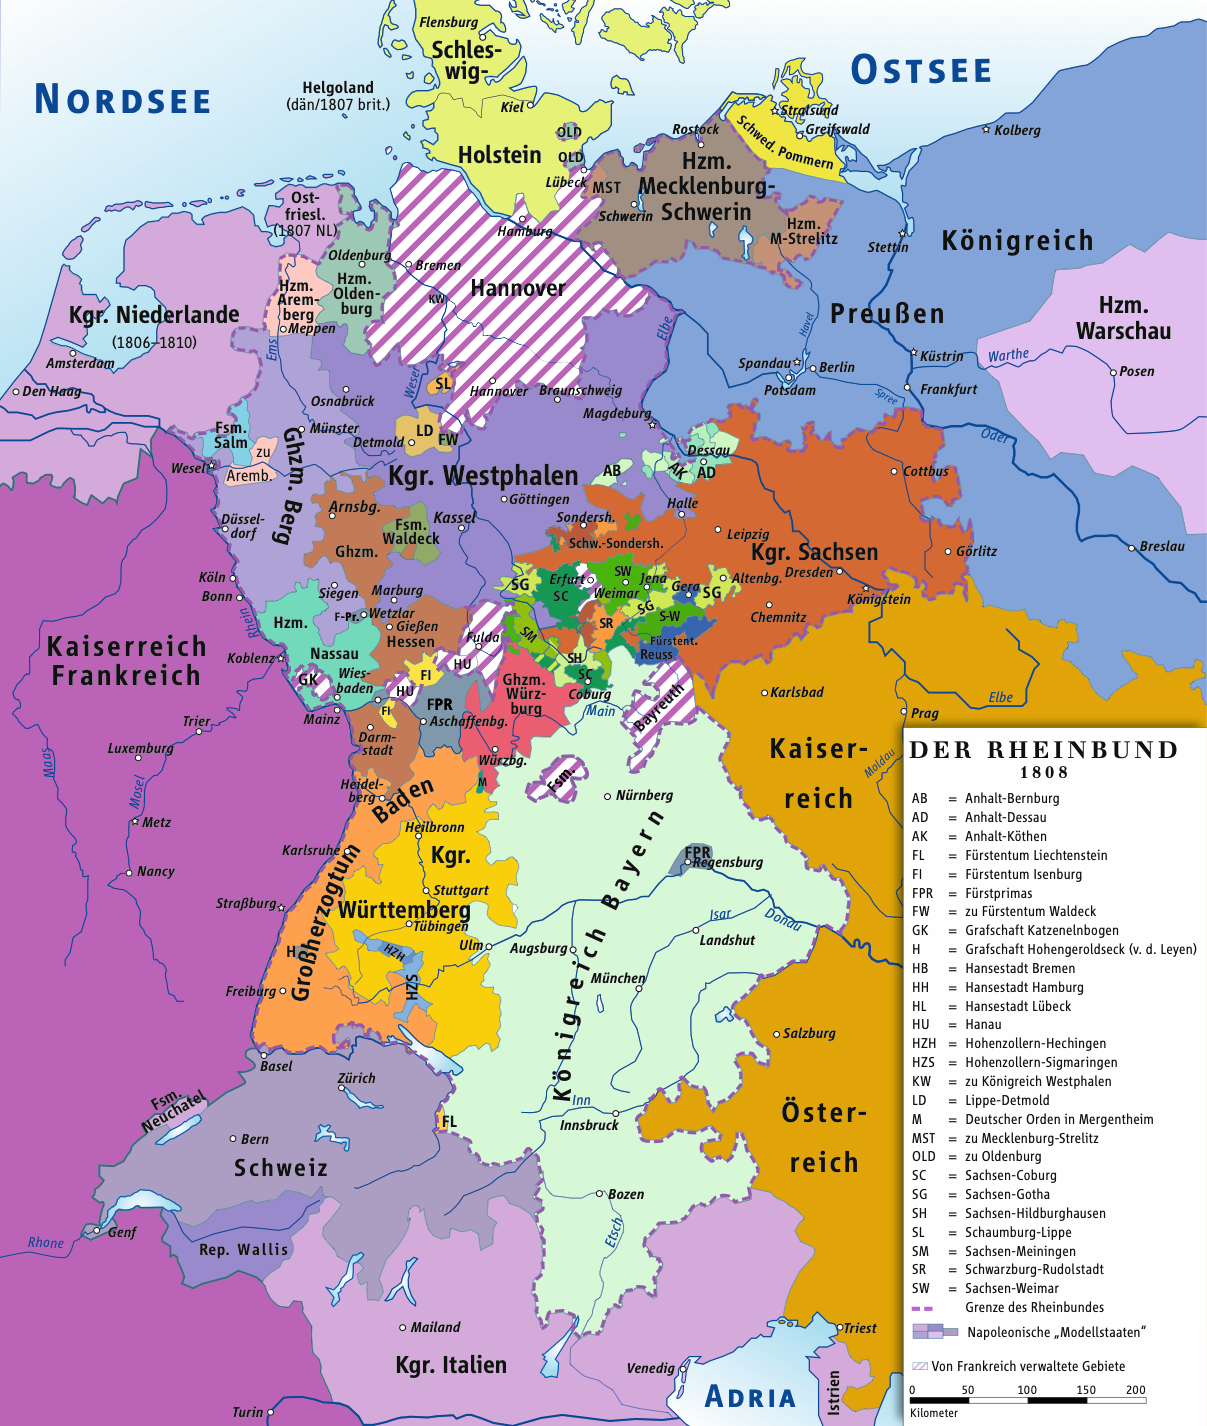 NORDSEE
OSTSEE
Flensburg
Schles-
wig-
Helgoland
(dän/1807 brit.)
Kiel
OLD
OLD
Holstein
Lübeck
MST
Rostock
Hzm.
Mecklenburg-
Schwerin
Schwerin
Stralsund
Greifswald
Schwed. Pommern
Kolberg
Ost-
friesl.
(1807 NL)
Hamburg
Hzm.
M-Strelitz
Stettin
Königreich
Preußen
Hzm.
Warschau
Oldenburg
Hzm.
Olden-
burg
Bremen
KW
Hannover
Hzm.
Arem-
berg
Meppen
Kgr. Niederlande
(1806–1810)
Amsterdam
Den Haag
Ems
Weser
Elbe
Havel
Spandau
Berlin
Potsdam
Spree
Küstrin
Warthe
Posen
Frankfurt
Oder
SL
Hannover
Braunschweig
Magdeburg
Osnabrück
Fsm.
Salm
Münster
Detmold
LD
FW
zu
Aremb.
Wesel
Ghzm. Berg
Kgr. Westphalen
Göttingen
AB
AK
Dessau
AD
Cottbus
Halle
Düssel-
dorf
Arnsbg.
Ghzm.
Fsm.
Waldeck
Kassel
Sondersh.
Schw.-Sondersh.
Leipzig
Kgr. Sachsen
Görlitz
Breslau
Dresden
Königstein
Köln
Bonn
Rhein
Siegen
Marburg
SG
Erfurt
SC
SW
Weimar
Jena
Gera
SG
Altenbg.
Chemnitz
SG
S-W
SR
SM
Fürstent.
Reuss
Hzm.
Nassau
F-Pr.
Wetzlar
Gießen
Hessen
Fulda
HU
SH
SC
Coburg
Kaiserreich
Frankreich
Koblenz
GK
Wies-
baden
HU
FI
FI
FPR
Aschaffenbg.
Ghzm.
Würz-
burg
Main
Bayreuth
Karlsbad
Elbe
Prag
Moldau
Mainz
Darm-
stadt
Trier
Luxemburg
Maas
Mosel
Metz
Nancy
Würzbg.
M
Fsm.
Nürnberg
Kaiser-
reich
Heidel-
berg
Großherzogtum
Baden
Heilbronn
Karlsruhe
Kgr.
Württemberg
Stuttgart
Tübingen
Straßburg
H
Freiburg
HZH
HZS
Ulm
Augsburg
Königreich Bayern
FPR
Regensburg
Isar
Donau
Landshut
München
Salzburg
Öster-
reich
Basel
Zürich
Fsm.
Neuchatel
Bern
Schweiz
FL
Inn
Innsbruck
Bozen
Etsch
Genf
Rhone
Rep. Wallis
Mailand
Kgr. Italien
Turin
Venedig
ADRIA
Triest
Istrien
DER RHEINBUND
1808
AB = Anhalt-Bernburg
AD = Anhalt-Dessau
AK = Anhalt-Köthen
FL = Fürstentum Liechtenstein
FI = Fürstentum Isenburg
FPR = Fürstprimas
FW = zu Fürstentum Waldeck
GK = Grafschaft Katzenelnbogen
H = Grafschaft Hohengeroldseck (v. d. Leyen)
HB = Hansestadt Bremen
HH = Hansestadt Hamburg
HL = Hansestadt Lübeck
HU = Hanau
HZH = Hohenzollern-Hechingen
HZS = Hohenzollern-Sigmaringen
KW = zu Königreich Westphalen
LD = Lippe-Detmold
M = Deutscher Orden in Mergentheim
MST = zu Mecklenburg-Strelitz
OLD = zu Oldenburg
SC = Sachsen-Coburg
SG = Sachsen-Gotha
SH = Sachsen-Hildburghausen
SL = Schaumburg-Lippe
SM = Sachsen-Meiningen
SR = Schwarzburg-Rudolstadt
SW = Sachsen-Weimar
Grenze des Rheinbundes
Napoleonische „Modellstaaten“
Von Frankreich verwaltete Gebiete
0 50 100 150 200
Kilometer